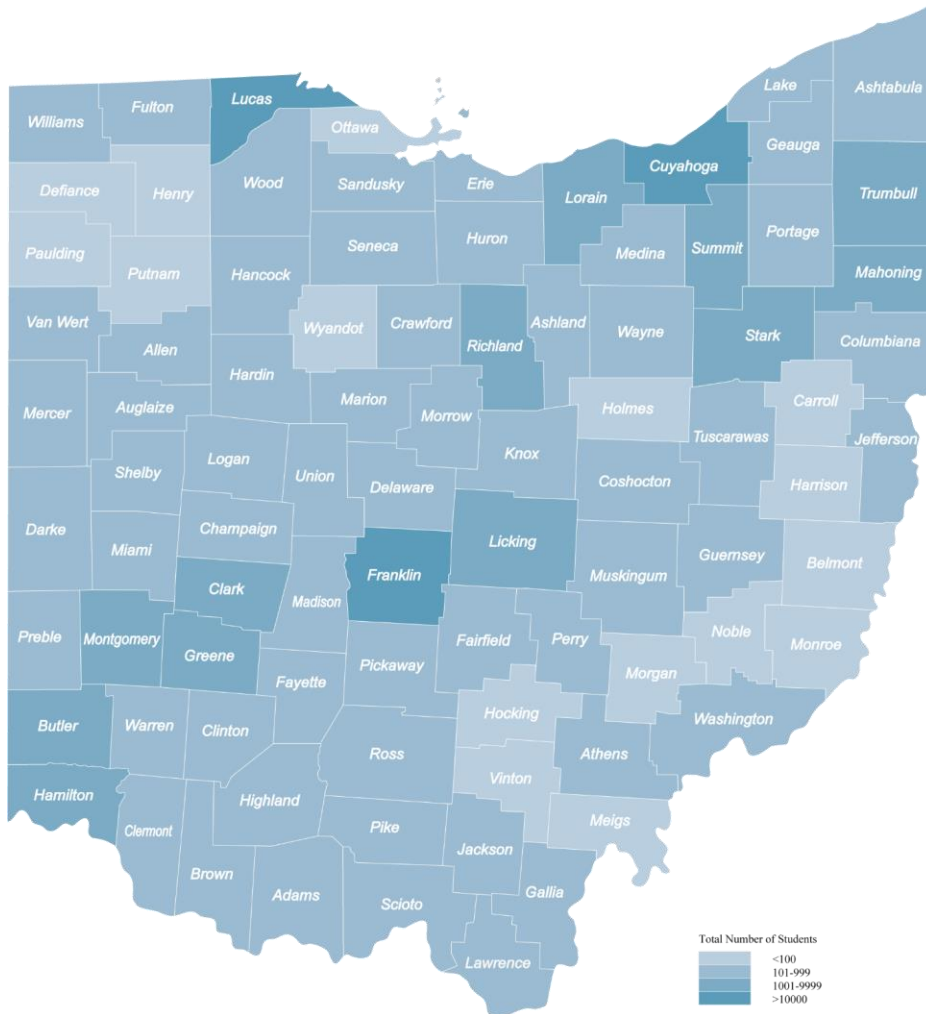 Lake
Ashtabula
Lucas
Fulton
Williams
Ottawa
Geauga
Cuyahoga
Wood
Sandusky
Erie
Defiance
Henry
Lorain
Trumbull
Huron
Seneca
Medina
Summit
Portage
Paulding
Putnam
Hancock
Mahoning
Van Wert
Wyandot
Crawford
Ashland
Wayne
Stark
Columbiana
Allen
Richland
Hardin
Marion
Holmes
Carroll
Mercer
Auglaize
Morrow
Tuscarawas
Jefferson
Logan
Knox
Shelby
Union
Delaware
Coshocton
Harrison
Darke
Champaign
Miami
Licking
Guernsey
Belmont
Franklin
Muskingum
Clark
Madison
Preble
Montgomery
Greene
Fairfield
Perry
Noble
Monroe
Pickaway
Morgan
Fayette
Butler
Warren
Clinton
Hocking
Washington
Ross
Athens
Hamilton
Vinton
Highland
Clermont
Pike
Meigs
Jackson
Brown
Adams
Scioto
Gallia
Lawrence
Total Number of Students
<100
101-999
1001-9999
>10000